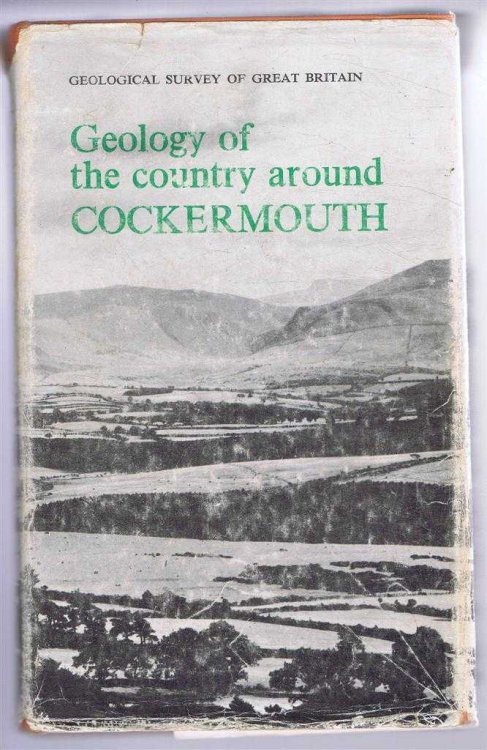 GEOLOGICAL SURVEY OF GREAT BRITAIN
Geology of
the country around
COCKERMOUTH